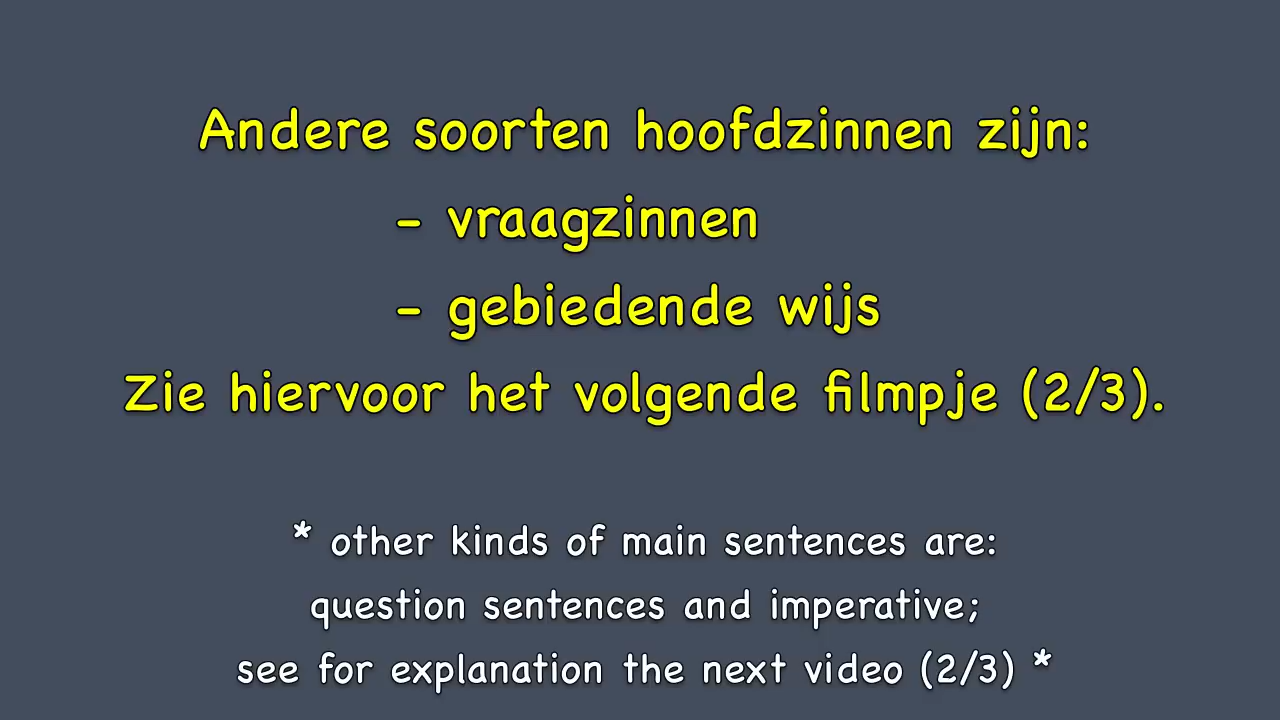 Andere soorten hoofdzinnen zijn:
- vraagzinnen
- gebiedende wijs
Zie hiervoor het volgende filmpje (2/3).
* other kinds of main sentences are:
question sentences and imperative;
see for explanation the next video (2/3) *